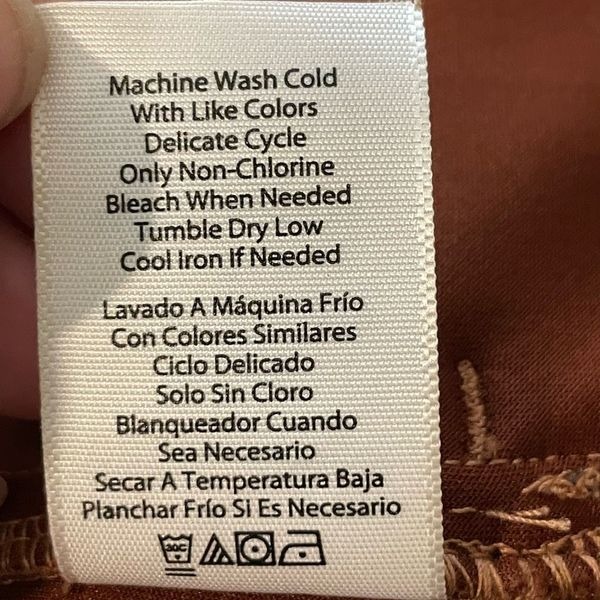 Machine Wash Cold
With Like Colors
Delicate Cycle
Only Non-Chlorine
Bleach When Needed
Tumble Dry Low
Cool Iron If Needed
Lavado A Máquina Frío
Con Colores Similares
Ciclo Delicado
Solo Sin Cloro
Blanqueador Cuando
Sea Necesario
Secar A Temperatura Baja
Planchar Frío Si Es Necesario
30C